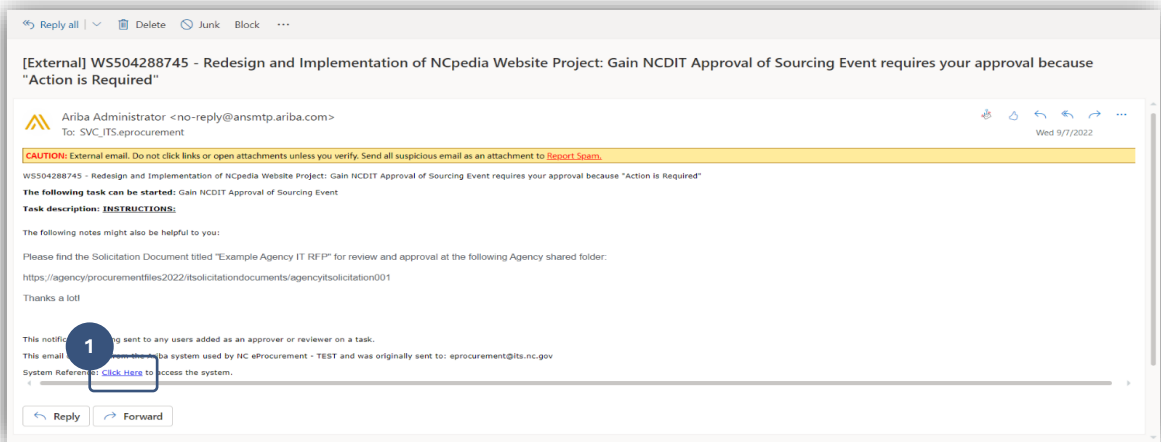 Reply all Delete Junk Block ...
[External] WS504288745 - Redesign and Implementation of NCpedia Website Project: Gain NCDIT Approval of Sourcing Event requires your approval because
"Action is Required"
Ariba Administrator <no-reply@ansmtp.ariba.com>
To: SVC_ITS.eprocurement
Wed 9/7/2022
CAUTION: External email. Do not click links or open attachments unless you verify. Send all suspicious email as an attachment to Report Spam.
WS504288745 - Redesign and Implementation of NCpedia Website Project: Gain NCDIT Approval of Sourcing Event requires your approval because "Action is Required"
The following task can be started: Gain NCDIT Approval of Sourcing Event
Task description: INSTRUCTIONS:
The following notes might also be helpful to you:
Please find the Solicitation Document titled "Example Agency IT RFP" for review and approval at the following Agency shared folder:
https;/agency/procurementfiles2022/itsolicitationdocuments/agencyitsolicitation001
Thanks a lot!
This sent to any users added as an approver or reviewer on a task.
1
This email the Ariba system used by NC eProcurement - TEST and was originally sent to: eprocurement@its.nc.gov
System Reference: Click Here to access the system.
Reply Forward